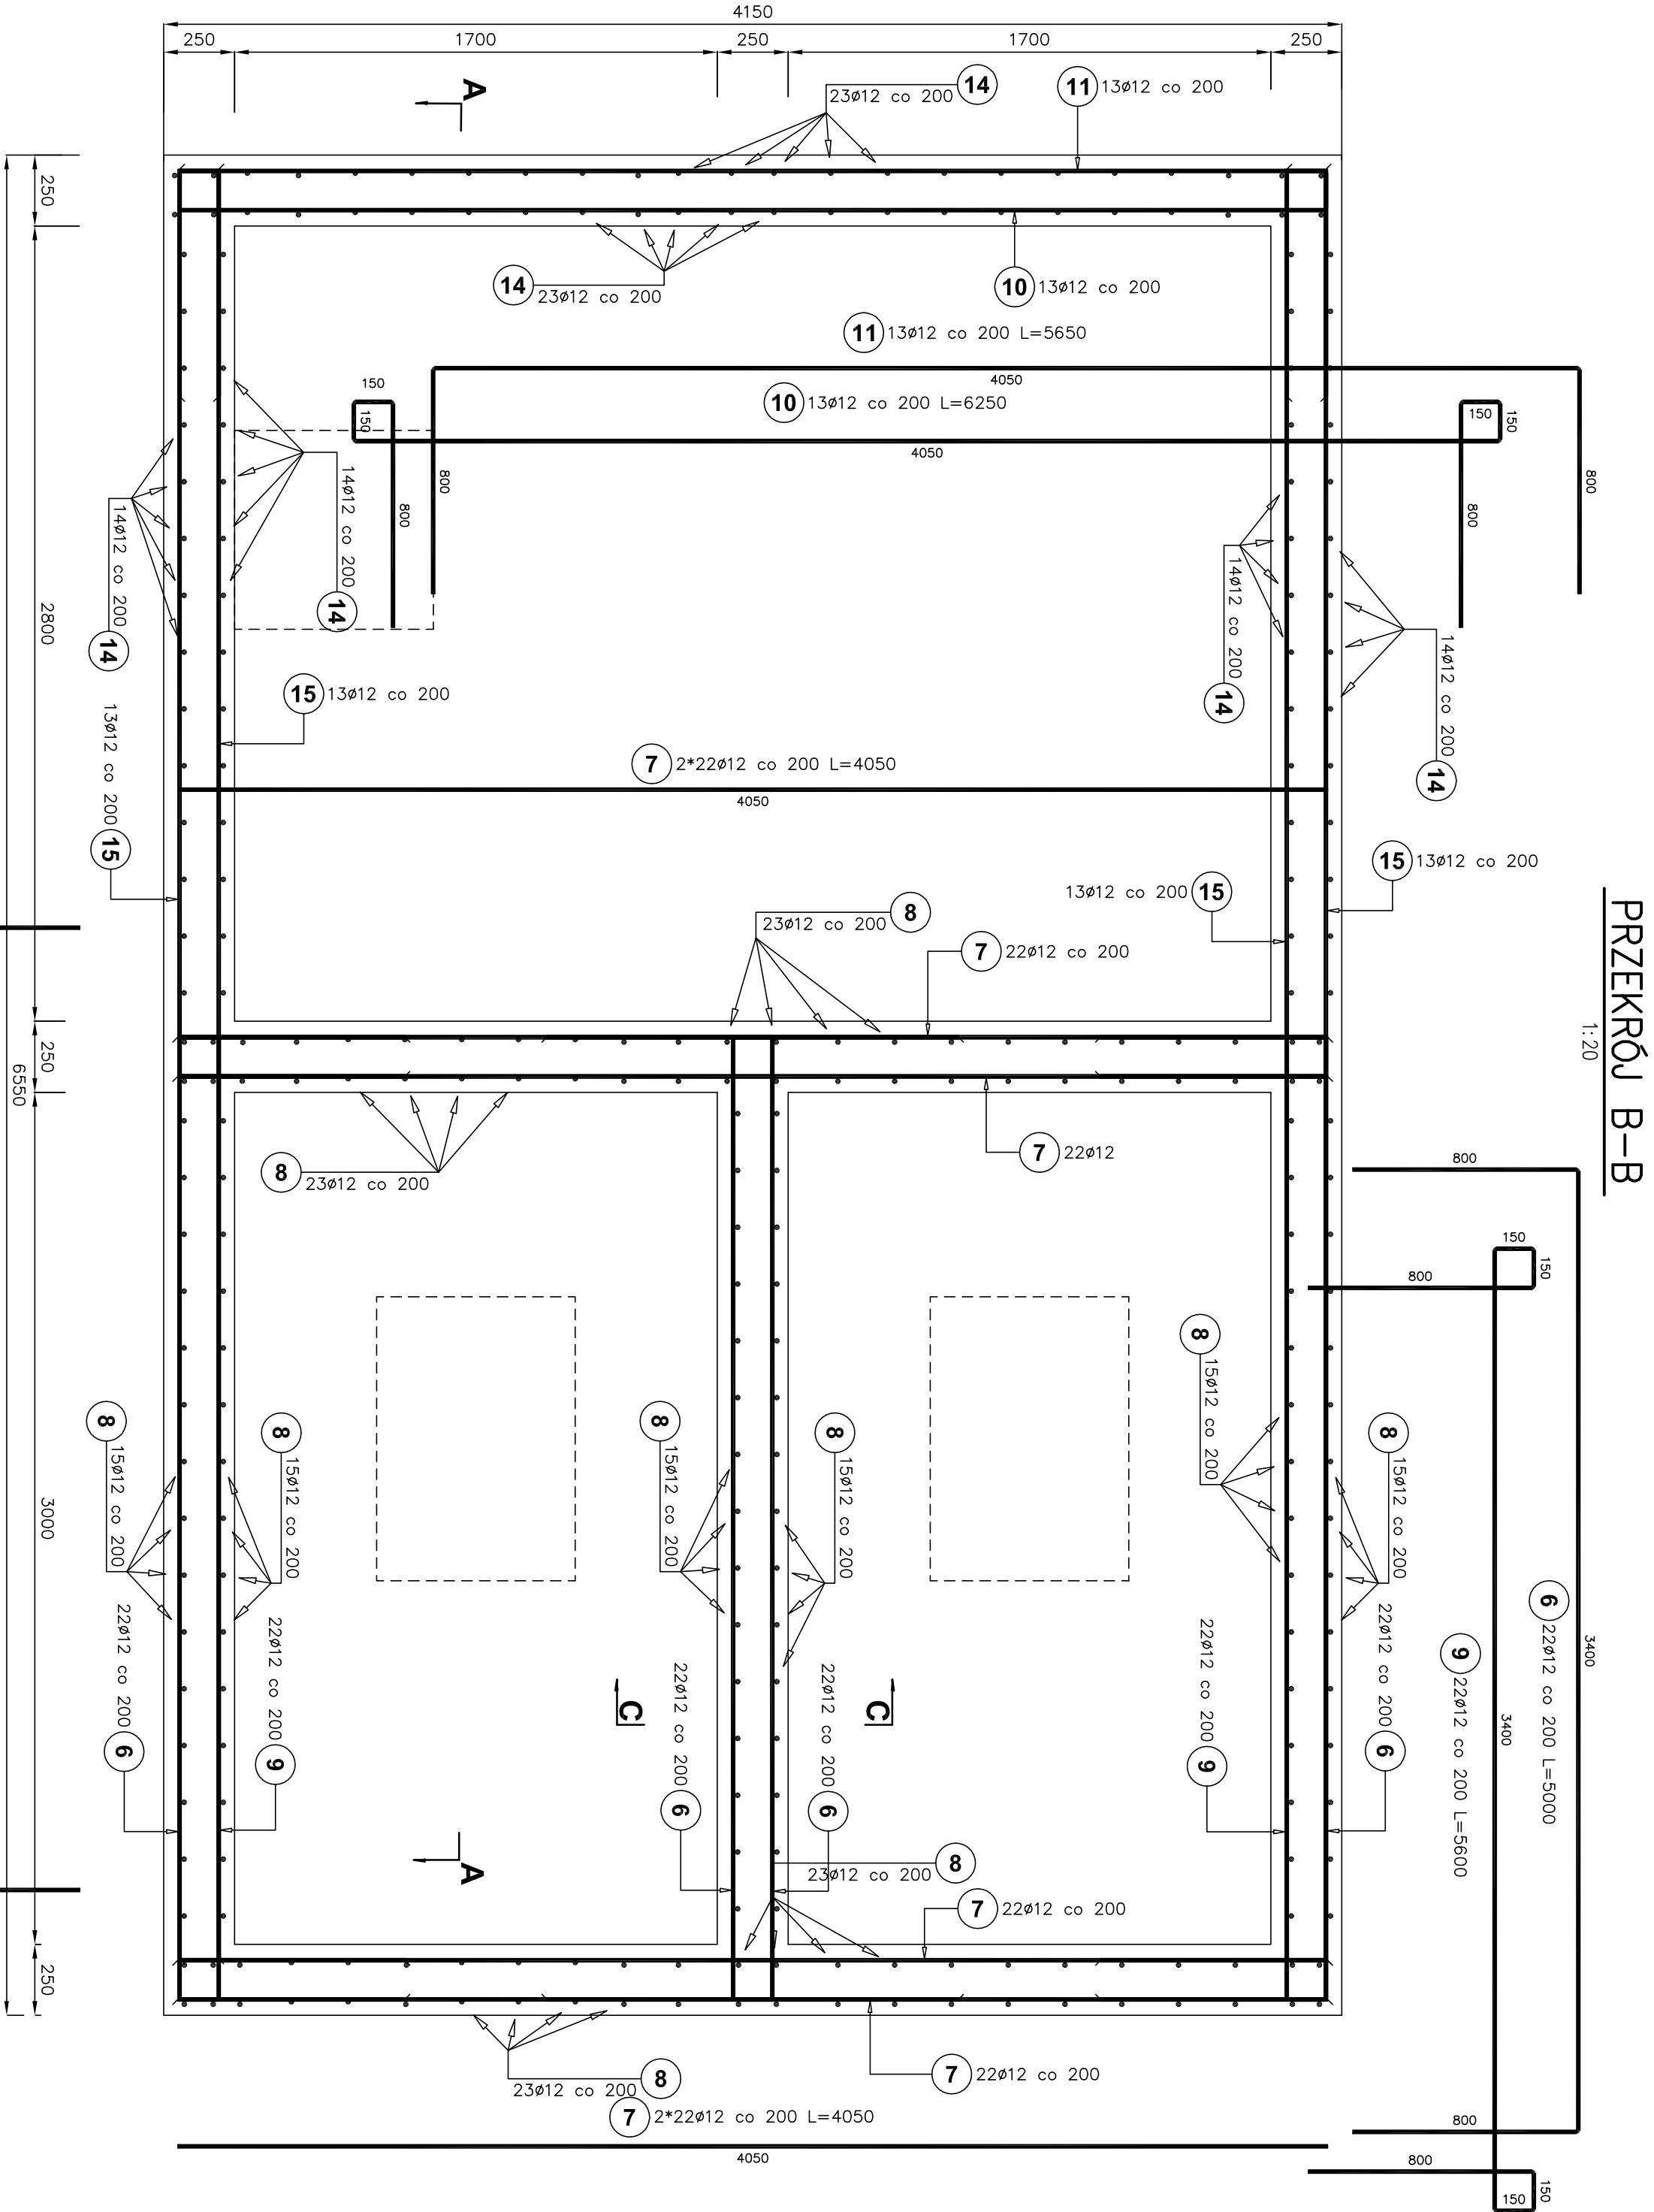 4150
250
1700
250
1700
250
A
14
23ø12 co 200
11
13ø12 co 200
250
14
23ø12 co 200
10
13ø12 co 200
11
13ø12 co 200 L=5650
4050
10
13ø12 co 200 L=6250
4050
150
150
800
800
150
150
800
800
14ø12 co 200
14
14ø12 co 200
14
14ø12 co 200
14
14ø12 co 200
14
2800
15
13ø12 co 200
13ø12 co 200
15
7
2*22ø12 co 200 L=4050
4050
15
13ø12 co 200
13ø12 co 200
15
8
23ø12 co 200
7
22ø12 co 200
PRZEKRÓJ B-B
1:20
250
6550
8
23ø12 co 200
7
22ø12
800
150
150
800
8
15ø12 co 200
8
15ø12 co 200
8
15ø12 co 200
8
15ø12 co 200
8
15ø12 co 200
8
15ø12 co 200
3000
22ø12 co 200
6
22ø12 co 200
9
22ø12 co 200
6
22ø12 co 200
6
22ø12 co 200
9
22ø12 co 200
6
C
C
6
22ø12 co 200 L=5000
3400
9
22ø12 co 200 L=5600
3400
A
8
23ø12 co 200
7
22ø12 co 200
250
8
23ø12 co 200
7
22ø12 co 200
7
2*22ø12 co 200 L=4050
4050
800
800
150
150